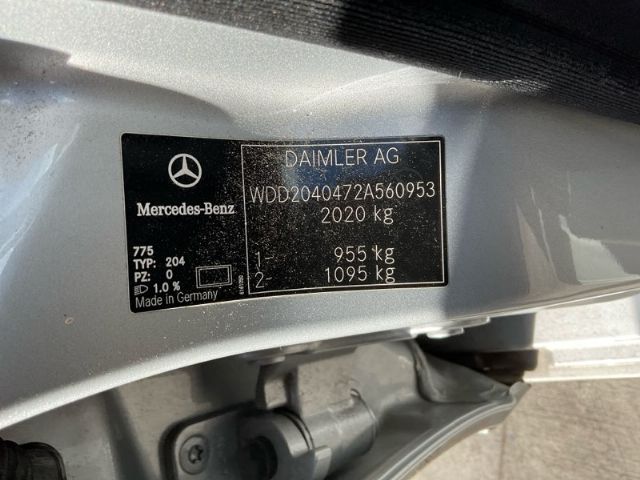 DAIMLER AG
WDD2040472A560953
2020 kg
1- 955 kg
2- 1095 kg
Mercedes-Benz
775
TYP: 204
PZ: 0
1.0 %
Made in Germany